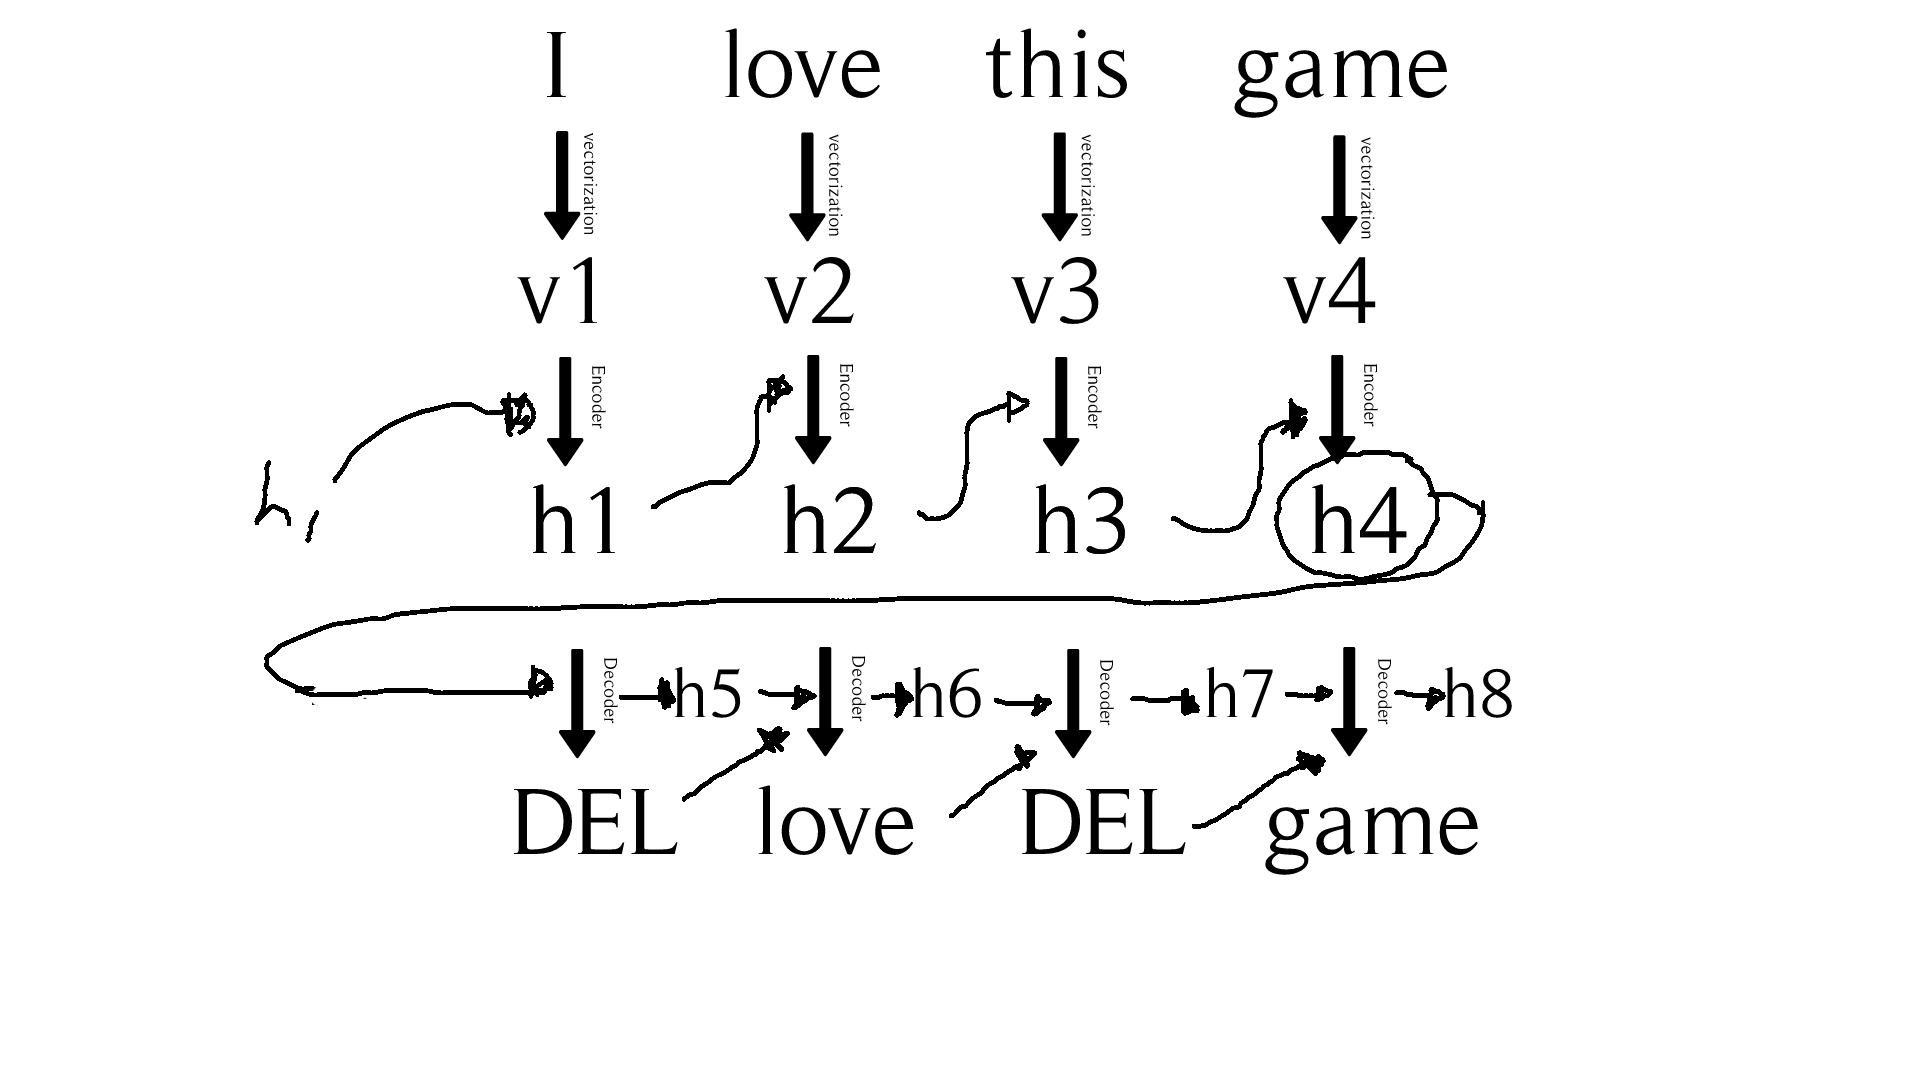 I love this game
vectorization vectorization vectorization vectorization
v1 v2 v3 v4
Encoder Encoder Encoder Encoder
h1 h2 h3 h4
Decoder h5 Decoder h6 Decoder h7 Decoder h8
DEL love DEL game